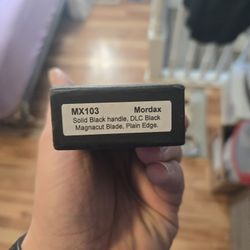 MX103 Mordax
Solid Black handle, DLC Black
Magnacut Blade, Plain Edge.